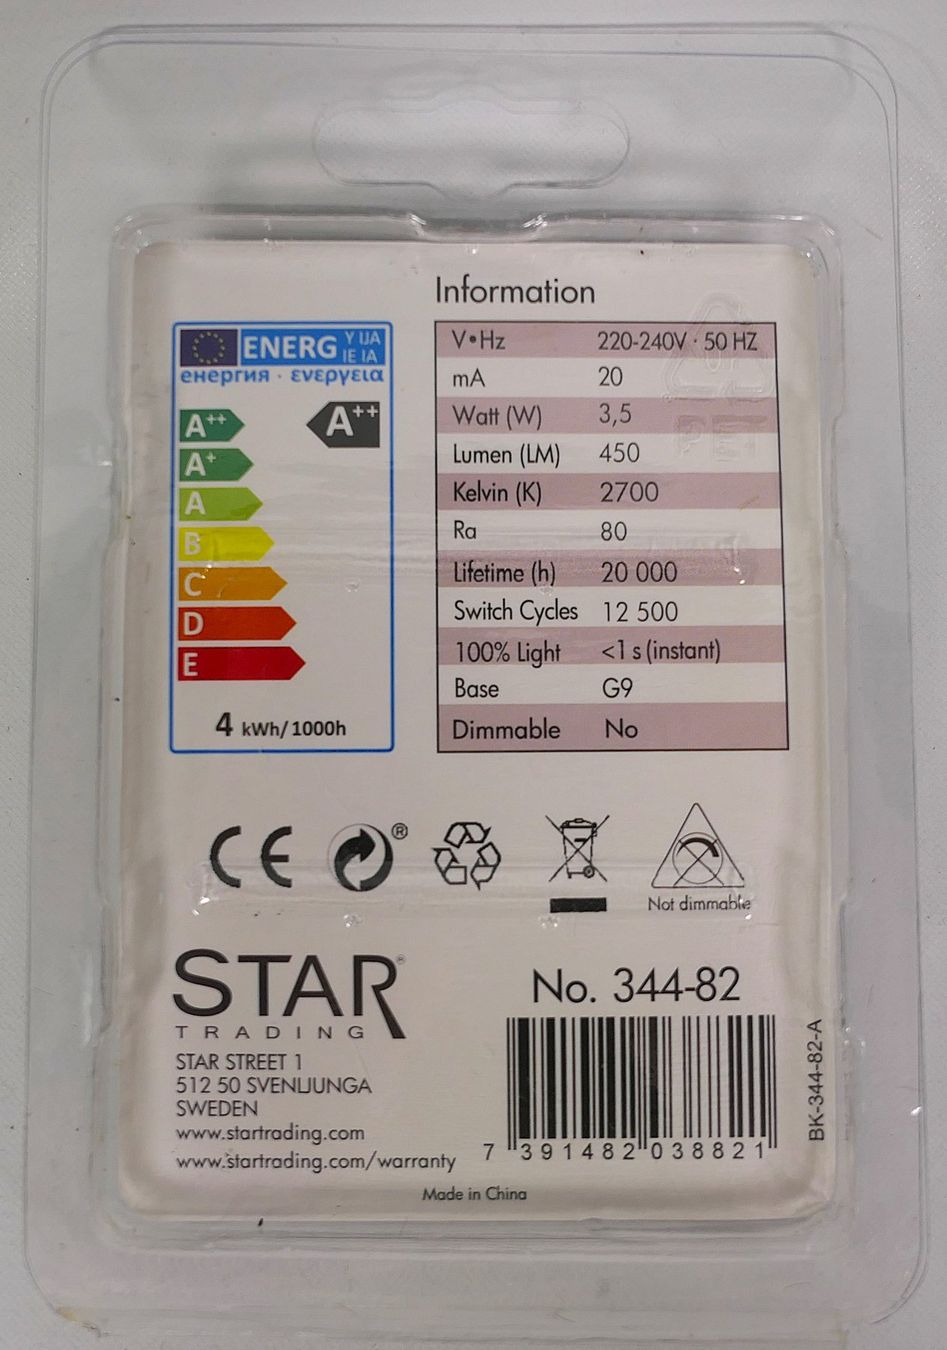 Information
ENERG Y IJA
IE IA
енергия · ενεργεια
A++
A++
A+
A
B
C
D
E
4 kWh/1000h
V•Hz 220-240V · 50 HZ
mA 20
Watt (W) 3,5
Lumen (LM) 450
Kelvin (K) 2700
Ra 80
Lifetime (h) 20 000
Switch Cycles 12 500
100% Light <1 s (instant)
Base G9
Dimmable No
PET
CE
®
Not dimmable
STAR®
TRADING
STAR STREET 1
512 50 SVENLJUNGA
SWEDEN
www.startrading.com
www.startrading.com/warranty
No. 344-82
7 391482 038821
BK-344-82-A
Made in China